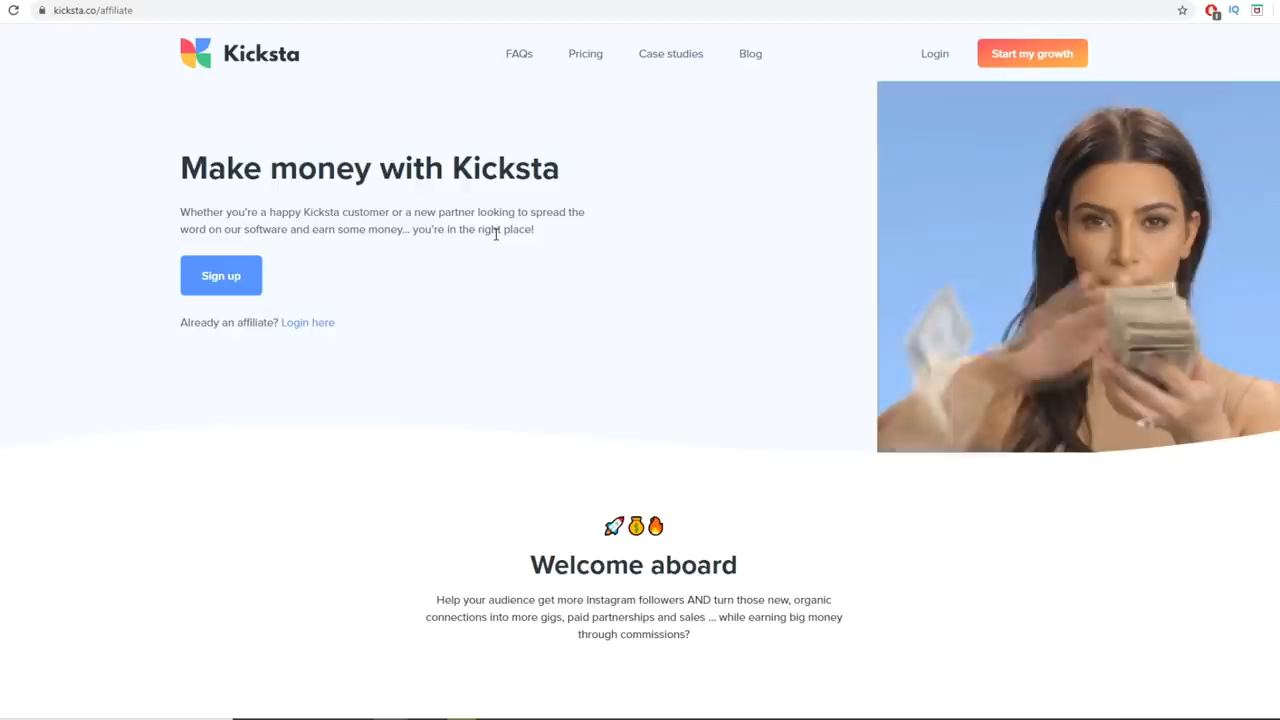 kicksta.co/affiliate
Kicksta
FAQs
Pricing
Case studies
Blog
Login
Start my growth
Make money with Kicksta
Whether you're a happy Kicksta customer or a new partner looking to spread the
word on our software and earn some money... you're in the right place!
Sign up
Already an affiliate? Login here
Welcome aboard
Help your audience get more Instagram followers AND turn those new, organic
connections into more gigs, paid partnerships and sales ... while earning big money
through commissions?